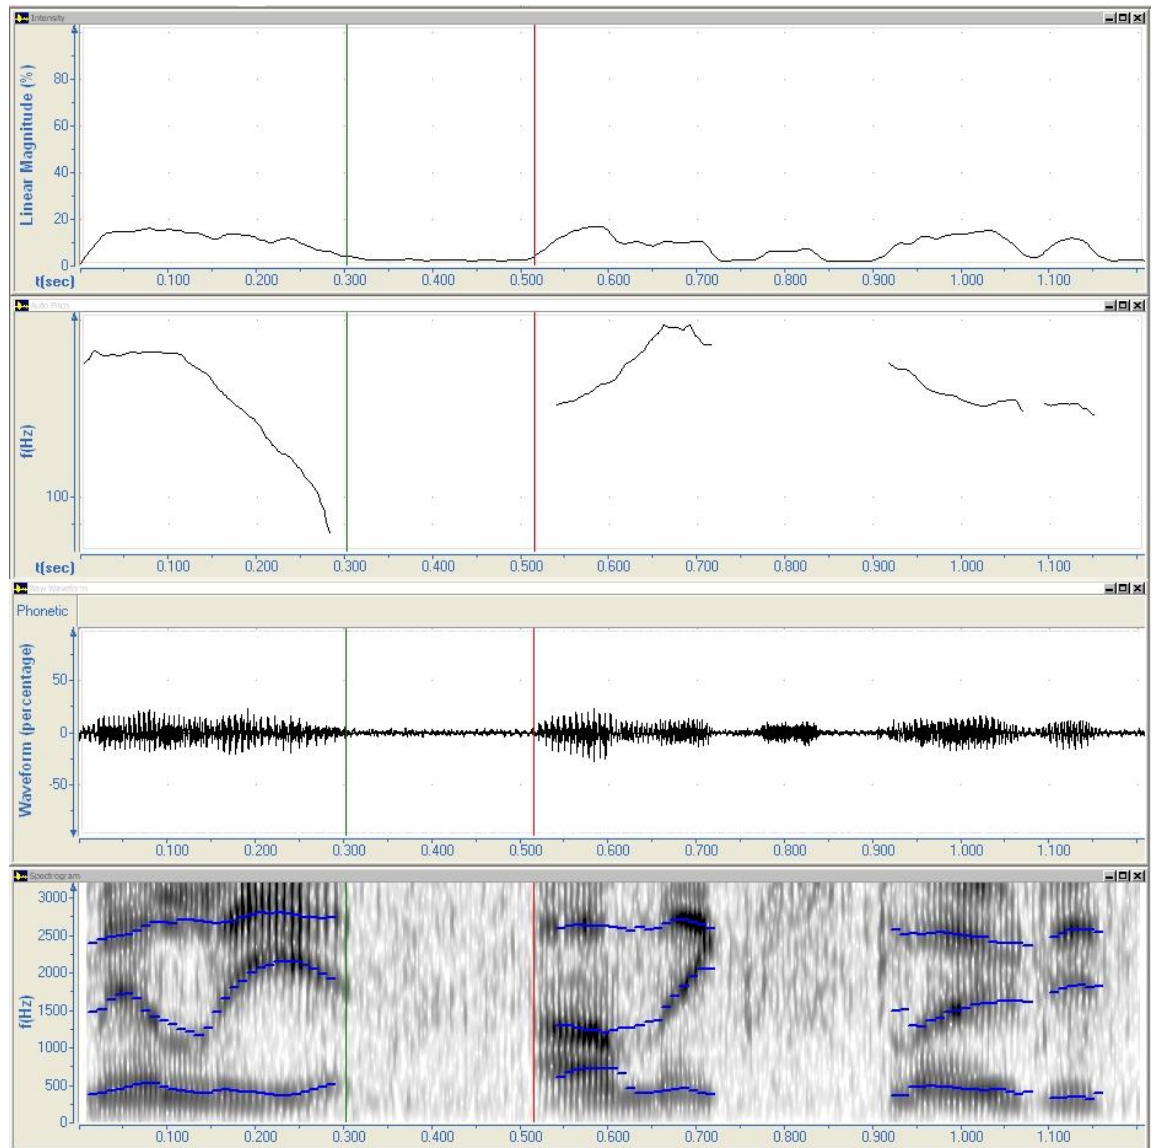 Intensity
Linear Magnitude (%)
80
60
40
20
0
t(sec) 0.100 0.200 0.300 0.400 0.500 0.600 0.700 0.800 0.900 1.000 1.100
Auto Pitch
f(Hz)
100
t(sec) 0.100 0.200 0.300 0.400 0.500 0.600 0.700 0.800 0.900 1.000 1.100
Raw Waveform
Phonetic
Waveform (percentage)
50
0
-50
0.100 0.200 0.300 0.400 0.500 0.600 0.700 0.800 0.900 1.000 1.100
Spectrogram
f(Hz)
3000
2500
2000
1500
1000
500
0
0.100 0.200 0.300 0.400 0.500 0.600 0.700 0.800 0.900 1.000 1.100